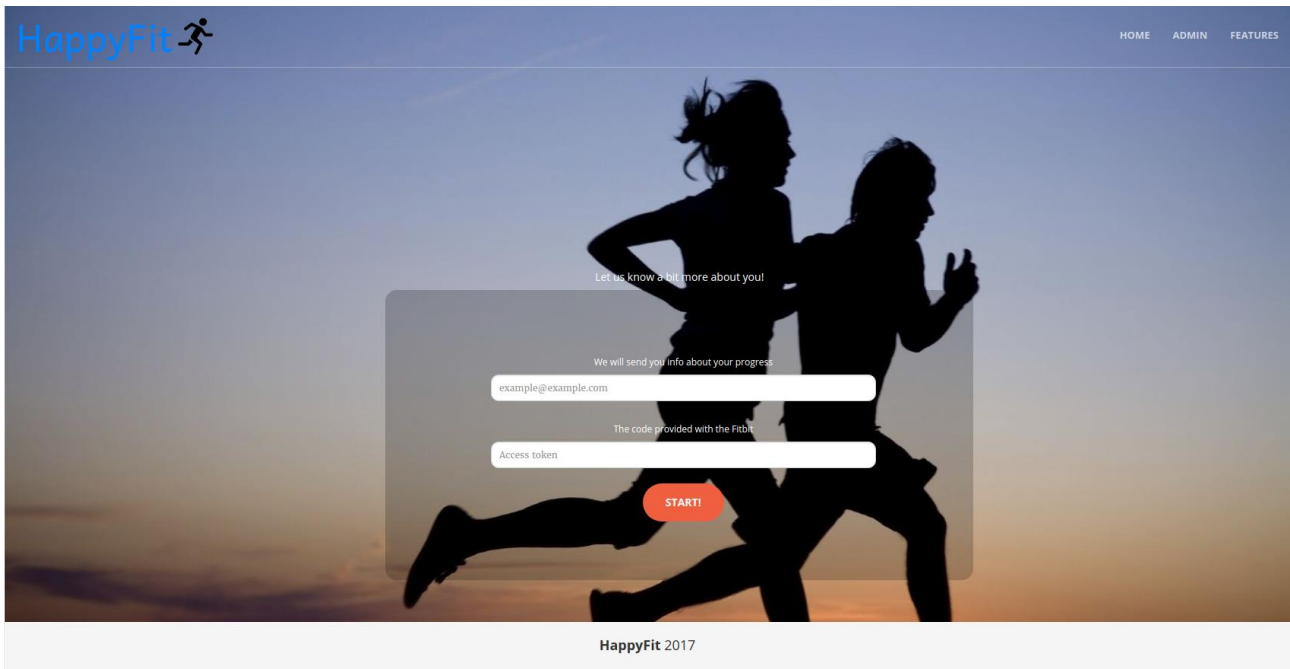 HappyFit
HOME ADMIN FEATURES
Let us know a bit more about you!
We will send you info about your progress
example@example.com
The code provided with the Fitbit
Access token
START!
HappyFit 2017